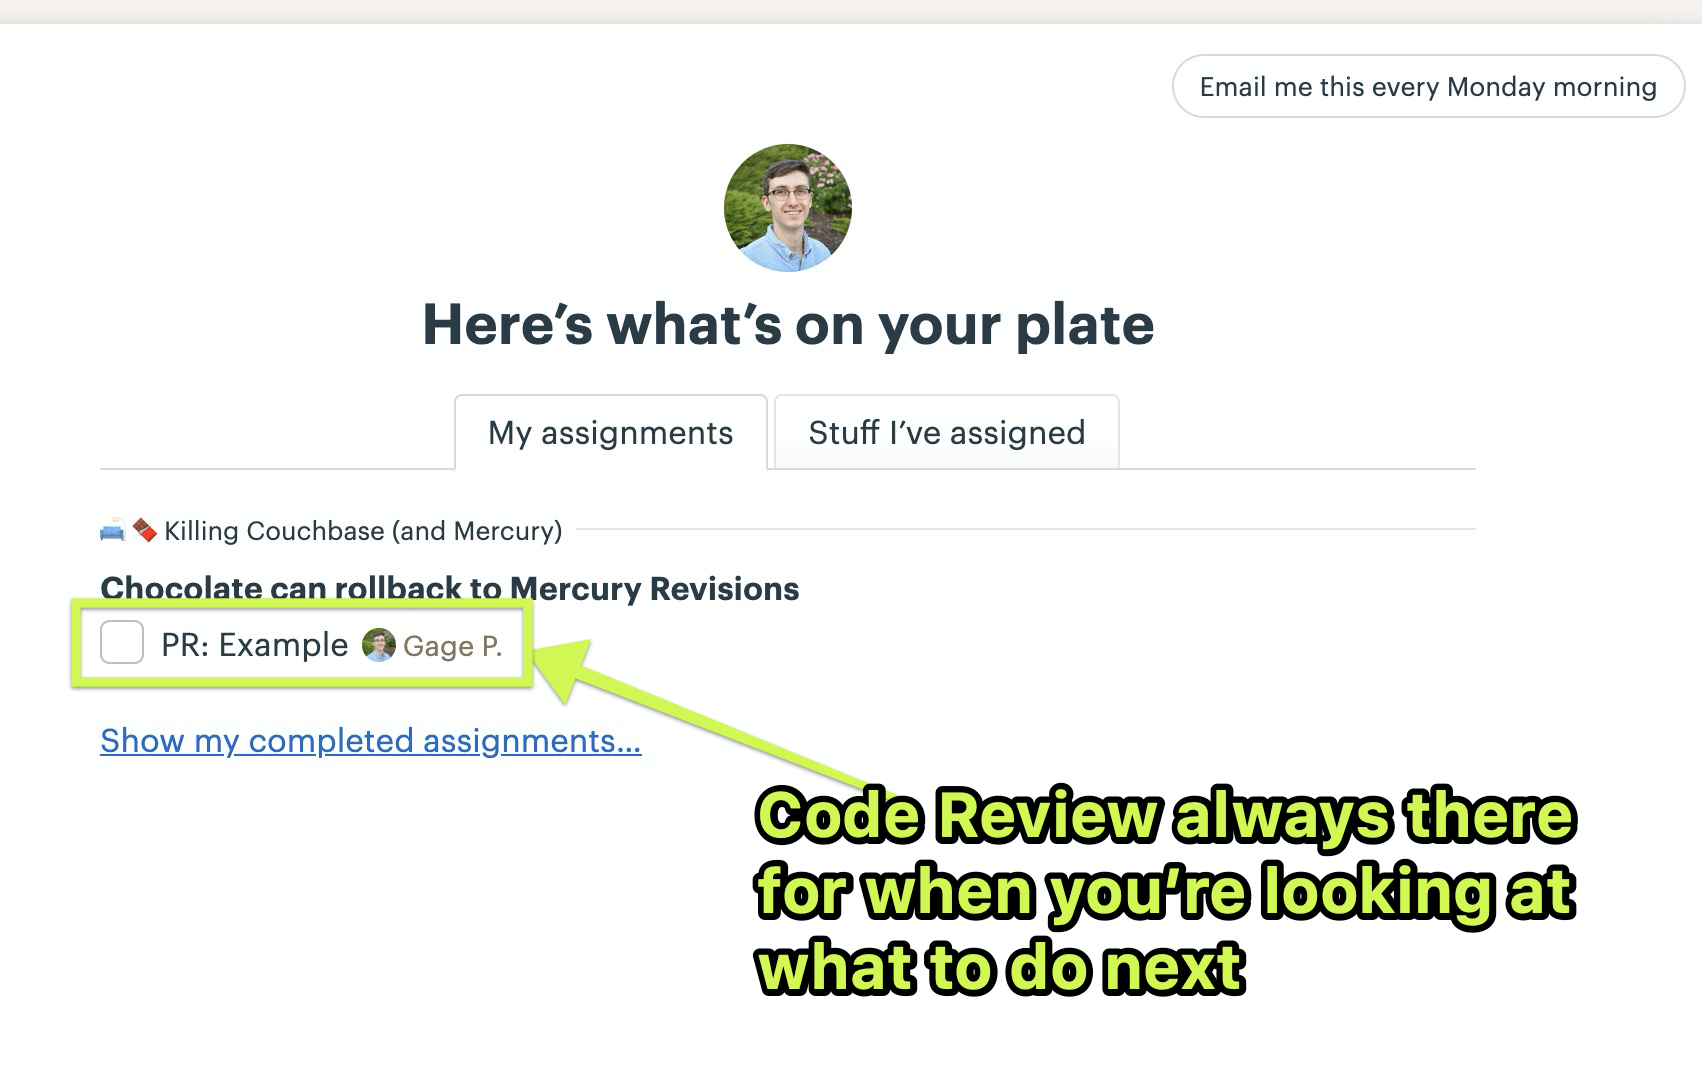 Email me this every Monday morning
Here’s what’s on your plate
My assignments
Stuff I’ve assigned
Killing Couchbase (and Mercury)
Chocolate can rollback to Mercury Revisions
PR: Example Gage P.
Show my completed assignments...
Code Review always there
for when you’re looking at
what to do next